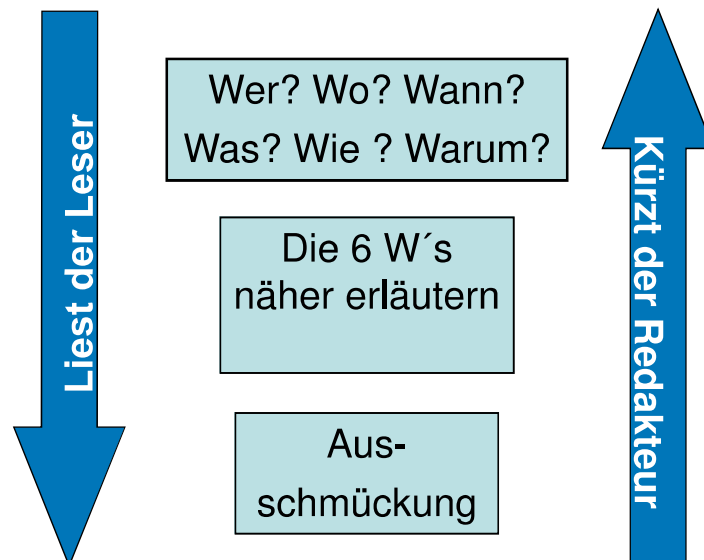 Liest der Leser
Wer? Wo? Wann?
Was? Wie ? Warum?
Die 6 W´s
näher erläutern
Aus-
schmückung
Kürzt der Redakteur